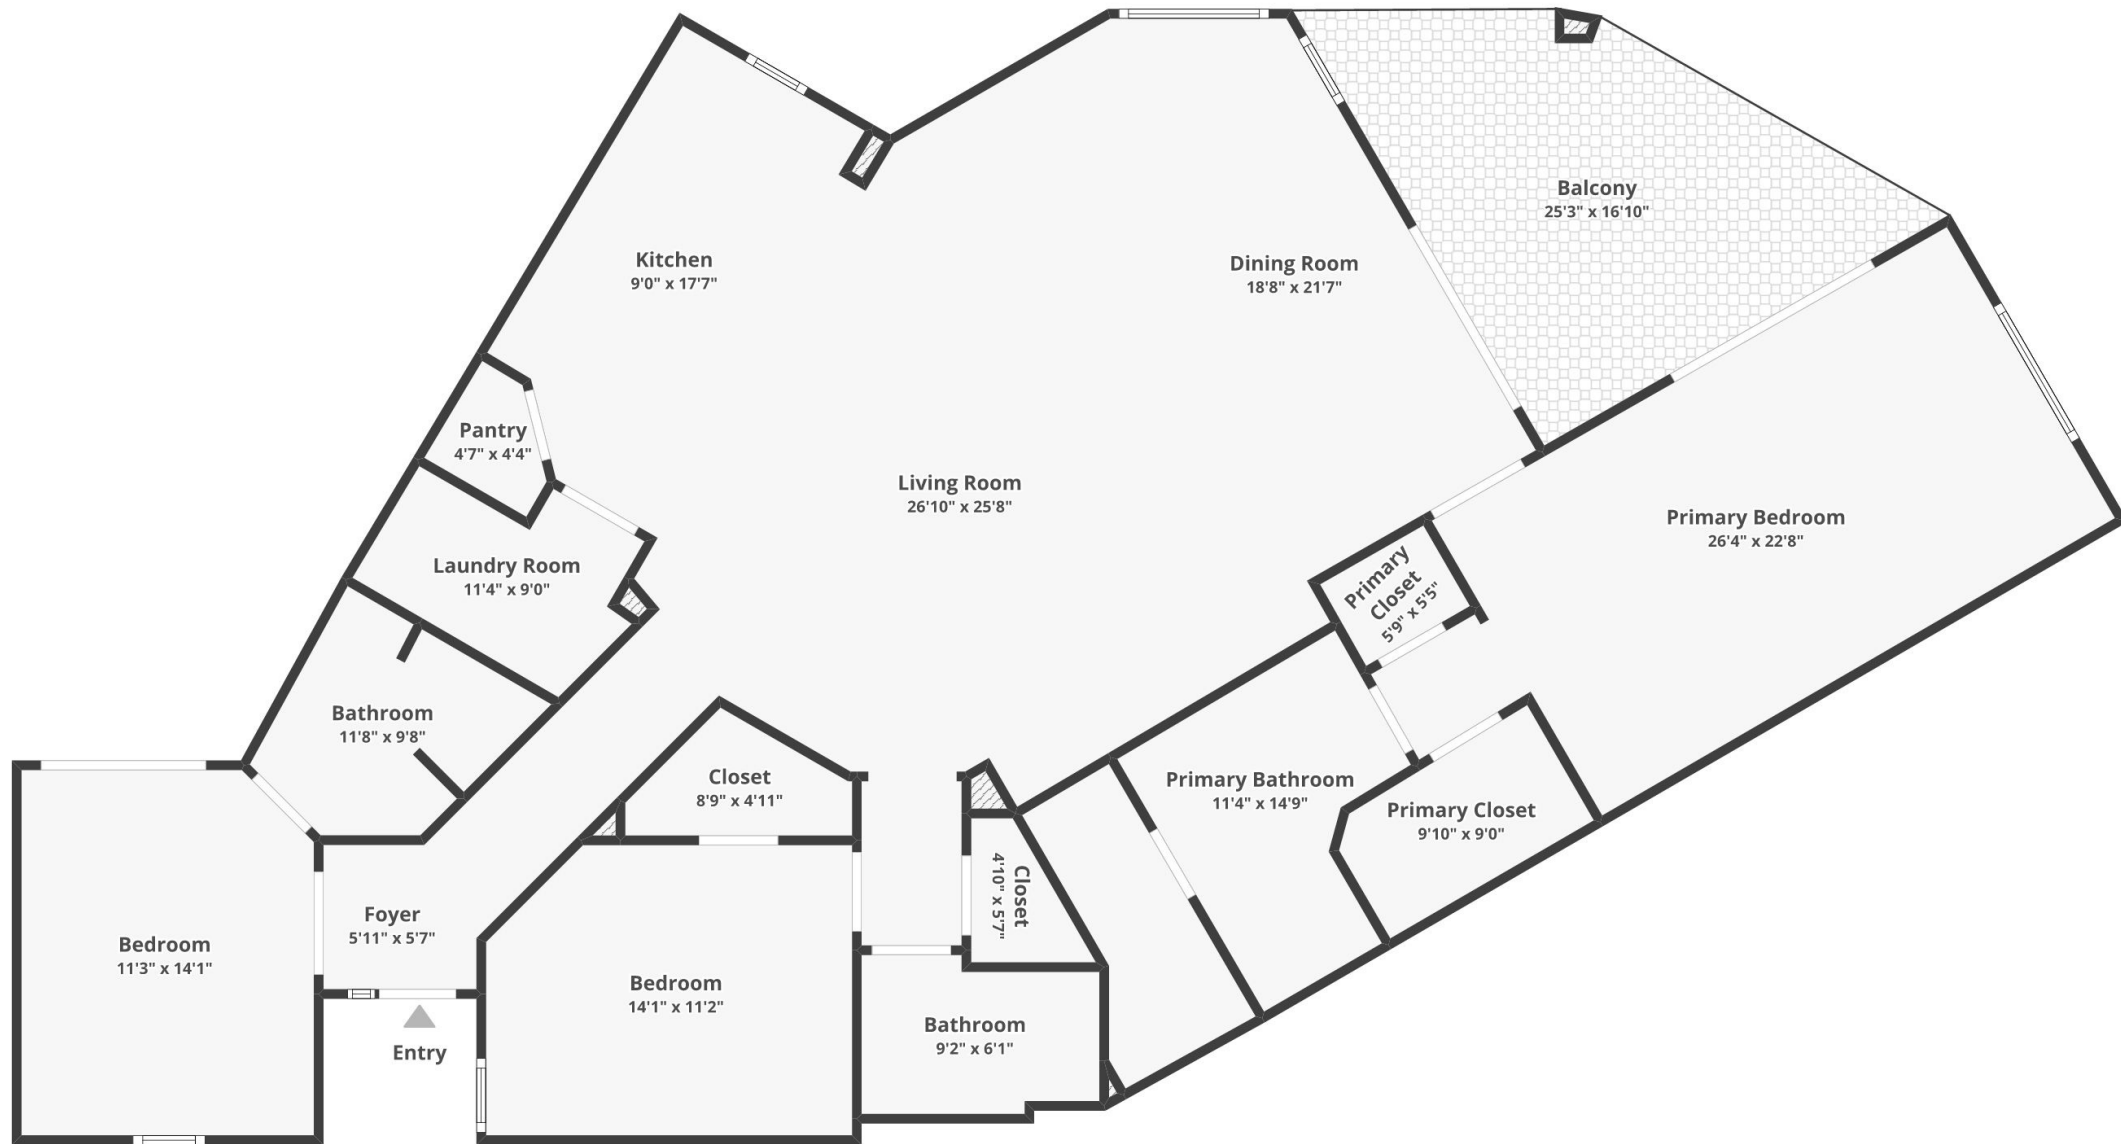 Balcony
25'3" x 16'10"
Kitchen
9'0" x 17'7"
Dining Room
18'8" x 21'7"
Pantry
4'7" x 4'4"
Living Room
26'10" x 25'8"
Primary Bedroom
26'4" x 22'8"
Laundry Room
11'4" x 9'0"
Primary
Closet
5'9" x 5'5"
Bathroom
11'8" x 9'8"
Closet
8'9" x 4'11"
Primary Bathroom
11'4" x 14'9"
Primary Closet
9'10" x 9'0"
Closet
4'10" x 5'7"
Foyer
5'11" x 5'7"
Bedroom
11'3" x 14'1"
Bedroom
14'1" x 11'2"
Bathroom
9'2" x 6'1"
Entry